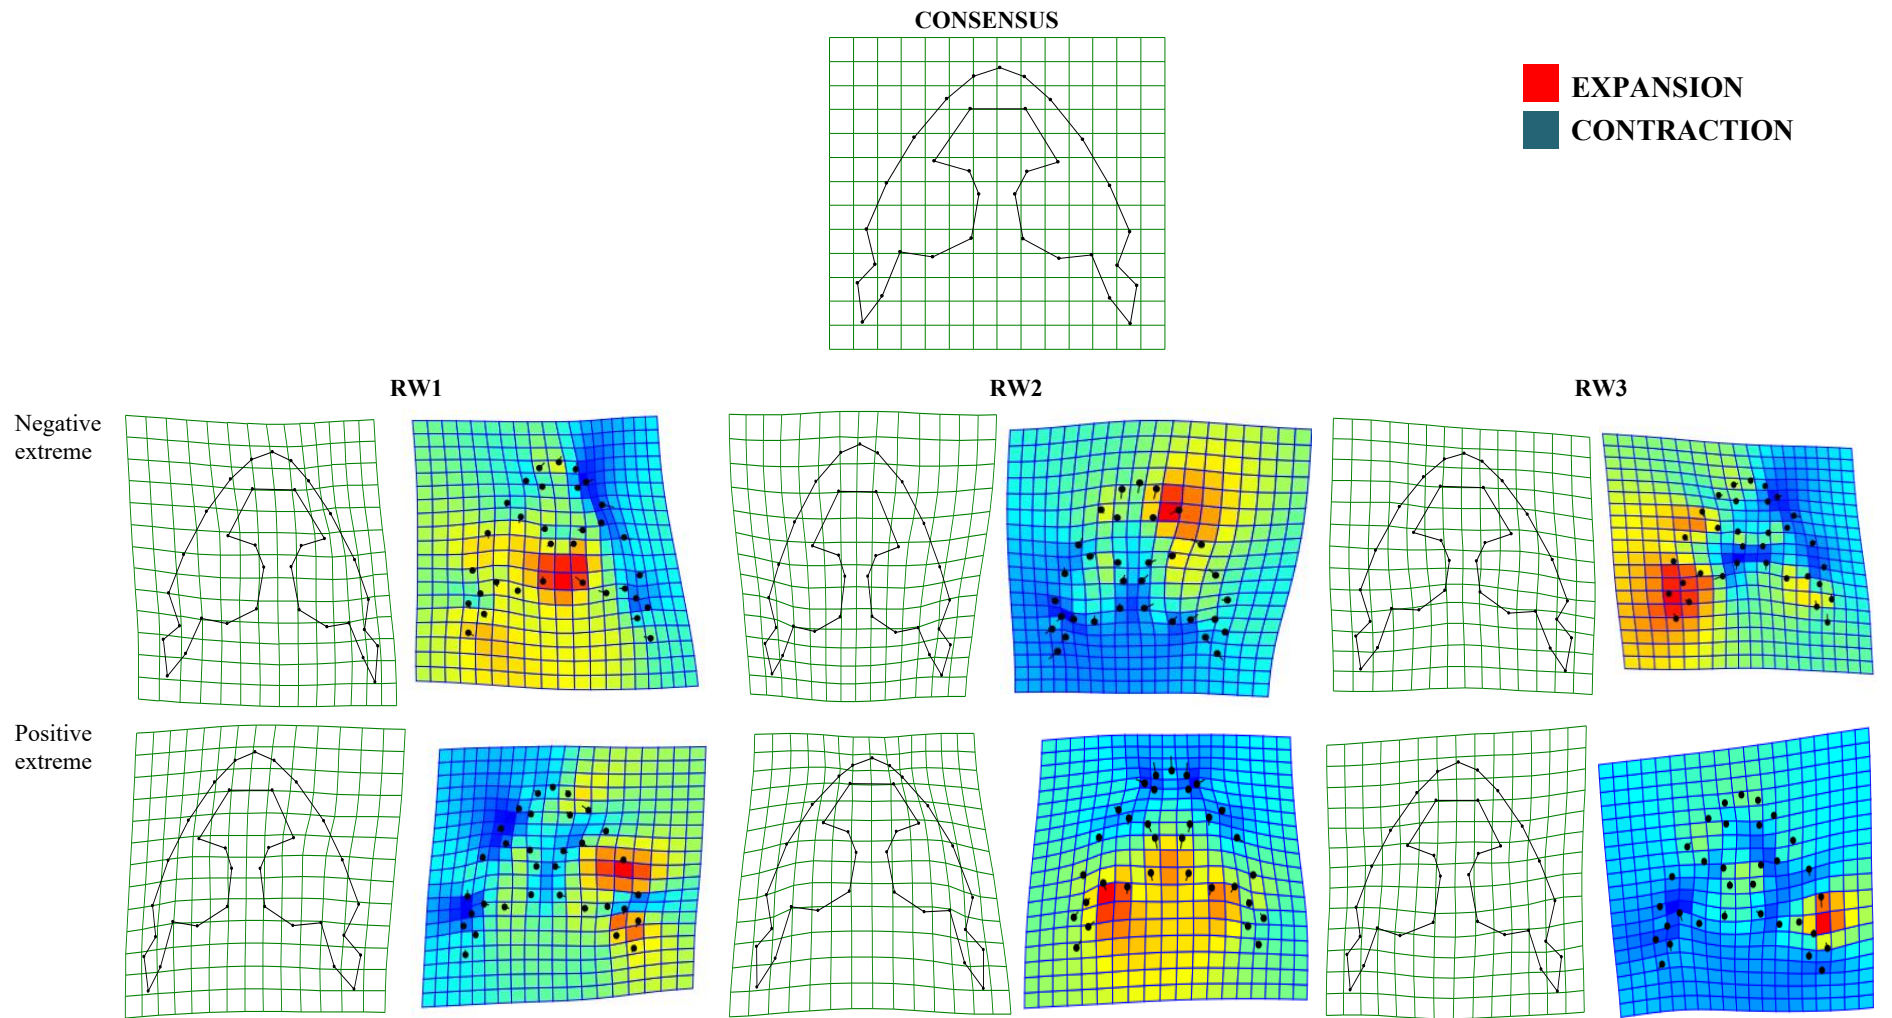 CONSENSUS
EXPANSION
CONTRACTION
RW1
RW2
RW3
Negative
extreme
Positive
extreme